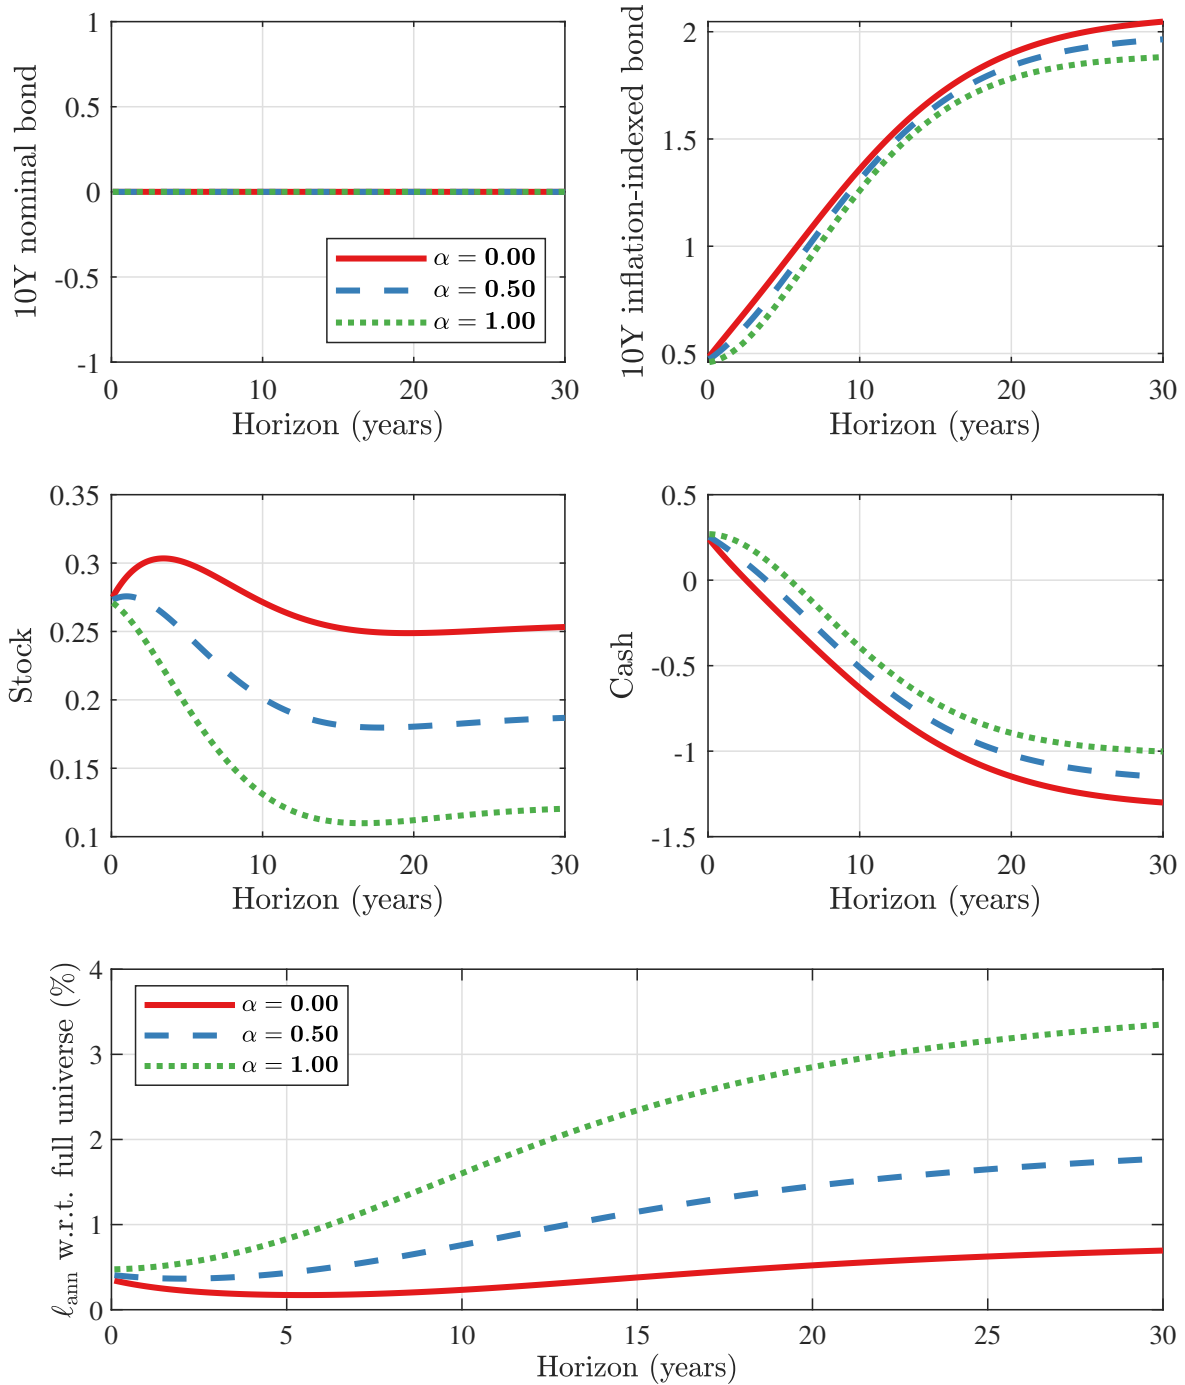 1
0.5
0
-0.5
-1
10Y nominal bond
α = 0.00
α = 0.50
α = 1.00
0 10 20 30
Horizon (years)
2
1.5
1
0.5
10Y inflation-indexed bond
0 10 20 30
Horizon (years)
0.35
0.3
0.25
0.2
0.15
0.1
Stock
0 10 20 30
Horizon (years)
0.5
0
-0.5
-1
-1.5
Cash
0 10 20 30
Horizon (years)
4
3
2
1
0
ℓann w.r.t. full universe (%)
α = 0.00
α = 0.50
α = 1.00
0 5 10 15 20 25 30
Horizon (years)